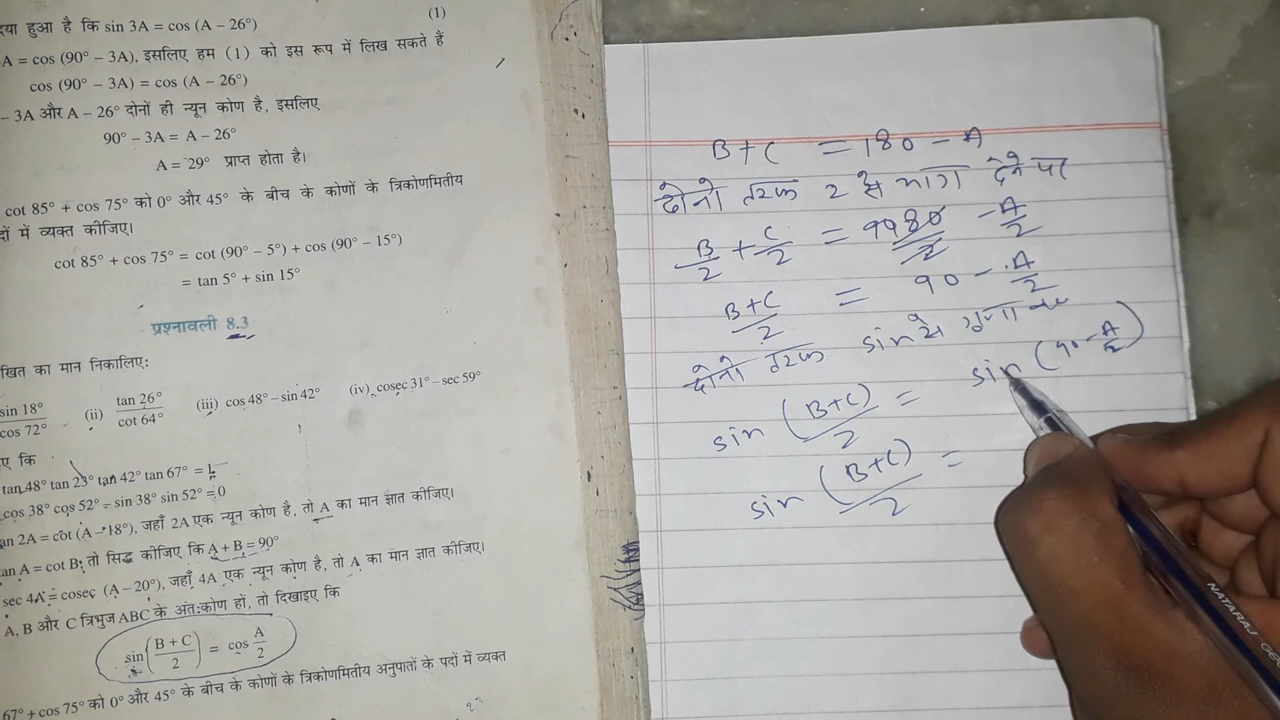 दया हुआ है कि sin 3A = cos (A – 26°) (1)
A = cos (90° – 3A), इसलिए हम (1) को इस रूप में लिख सकते हैं
cos (90° – 3A) = cos (A – 26°)
– 3A और A – 26° दोनों ही न्यून कोण है, इसलिए
90° – 3A = A – 26°
A = 29° प्राप्त होता है।
cot 85° + cos 75° को 0° और 45° के बीच के कोणों के त्रिकोणमितीय
दों में व्यक्त कीजिए।
cot 85° + cos 75° = cot (90° – 5°) + cos (90° – 15°)
= tan 5° + sin 15°
प्रश्नावली 8.3
खित का मान निकालिए:
sin 18° / cos 72° (ii) tan 26° / cot 64° (iii) cos 48° – sin 42° (iv) cosec 31° – sec 59°
ए कि
tan 48° tan 23° tan 42° tan 67° = 1
cos 38° cos 52° – sin 38° sin 52° = 0
an 2A = cot (A – 18°), जहाँ 2A एक न्यून कोण है, तो A का मान ज्ञात कीजिए।
an A = cot B, तो सिद्ध कीजिए कि A + B = 90°
sec 4A = cosec (A – 20°), जहाँ 4A एक न्यून कोण है, तो A का मान ज्ञात कीजिए।
A, B और C त्रिभुज ABC के अंत:कोण हों, तो दिखाइए कि
sin (B + C / 2) = cos A / 2
67° + cos 75° को 0° और 45° के बीच के कोणों के त्रिकोणमितीय अनुपातों के पदों में व्यक्त
B + C = 180 – A
दोनो तरफ 2 से भाग देने पर
B/2 + C/2 = 180/2 – A/2
B+C / 2 = 90 – A/2
दोनो तरफ sin से गुणा
sin (B+C) / 2 = sin (90 – A/2)
sin (B+C) / 2 =
NATARAJ